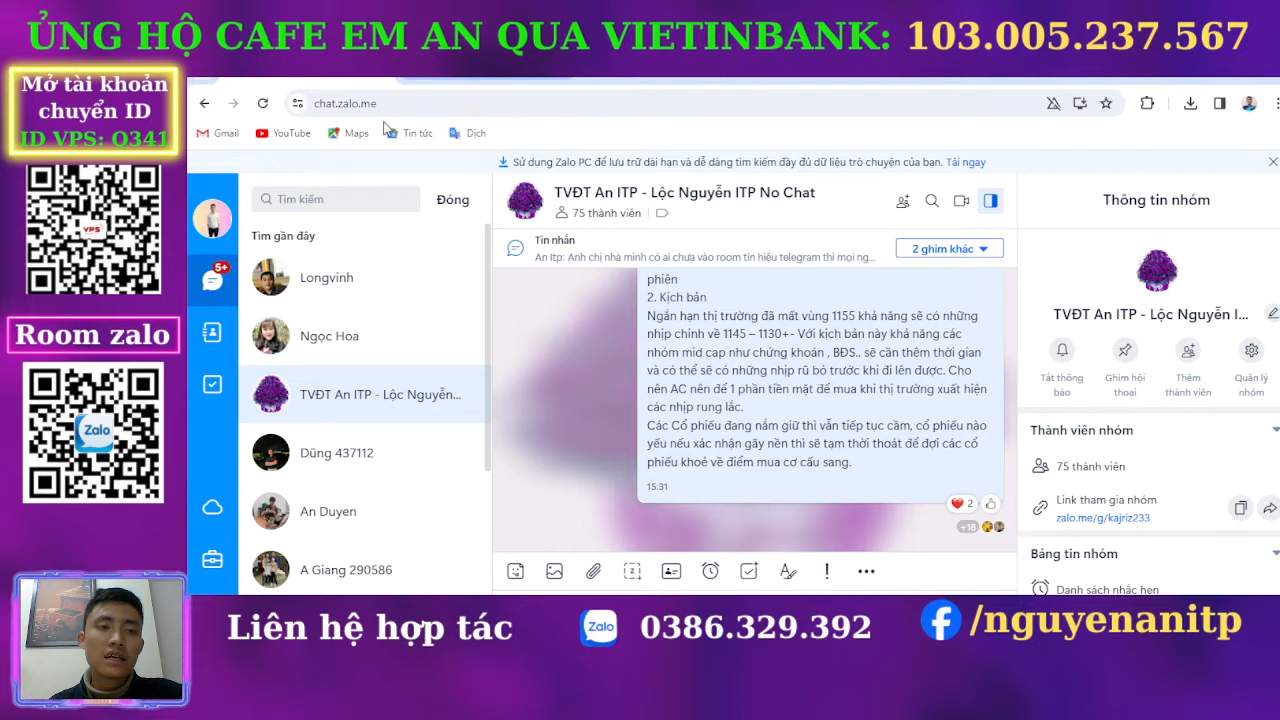 ỦNG HỘ CAFE EM AN QUA VIETINBANK: 103.005.237.567
Mở tài khoản
chuyển ID
ID VPS: Q341
VPS
Room zalo
Zalo
chat.zalo.me
Gmail
YouTube
Maps
Tin tức
Dịch
Sử dụng Zalo PC để lưu trữ dài hạn và dễ dàng tìm kiếm đầy đủ dữ liệu trò chuyện của bạn. Tải ngay
5+
Tìm kiếm
Đóng
Tìm gần đây
Longvinh
Ngọc Hoa
TVĐT An ITP - Lộc Nguyễn...
Dũng 437112
An Duyen
A Giang 290586
TVĐT An ITP - Lộc Nguyễn ITP No Chat
75 thành viên
Tin nhắn
An Itp: Anh chị nhà mình có ai chưa vào room tín hiệu telegram thì mọi ng...
2 ghim khác
phiên
2. Kịch bản
Ngắn hạn thị trường đã mất vùng 1155 khả năng sẽ có những
nhịp chỉnh về 1145 – 1130+- Với kịch bản này khả năng các
nhóm mid cap như chứng khoán , BĐS.. sẽ cần thêm thời gian
và có thể sẽ có những nhịp rũ bỏ trước khi đi lên được. Cho
nên AC nên để 1 phần tiền mặt để mua khi thị trường xuất hiện
các nhịp rung lắc.
Các Cổ phiếu đang nắm giữ thì vẫn tiếp tục cầm, cổ phiếu nào
yếu nếu xác nhận gãy nền thì sẽ tạm thời thoát để đợi các cổ
phiếu khoẻ về điểm mua cơ cấu sang.
15:31
2
+18
Thông tin nhóm
TVĐT An ITP - Lộc Nguyễn I...
Tắt thông
báo
Ghim hội
thoại
Thêm
thành viên
Quản lý
nhóm
Thành viên nhóm
75 thành viên
Link tham gia nhóm
zalo.me/g/kajriz233
Bảng tin nhóm
Danh sách nhắc hẹn
Liên hệ hợp tác
Zalo
0386.329.392
/nguyenanitp